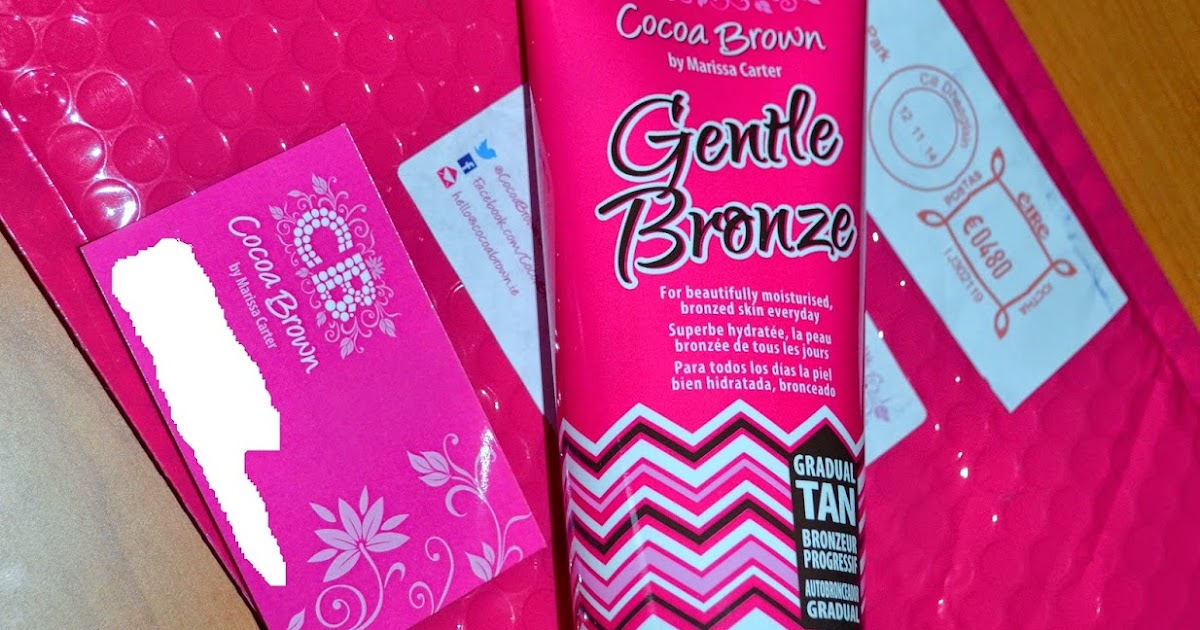 Cocoa Brown
by Marissa Carter
Gentle
Bronze
For beautifully moisturised,
bronzed skin everyday
Superbe hydratée, la peau
bronzée de tous les jours
Para todos los días la piel
bien hidratada, bronceado
GRADUAL
TAN
BRONZEUR
PROGRESSIF
AUTOBRONCEADOR
GRADUAL
CB
Cocoa Brown
by Marissa Carter
Facebook.com/Coco
hello@cocoabrown.ie
Park
12.11.14
POSTAS
éire
€0480